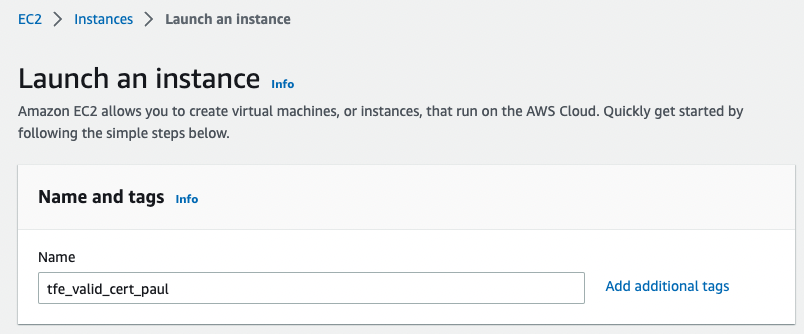 EC2 > Instances > Launch an instance
Launch an instance Info
Amazon EC2 allows you to create virtual machines, or instances, that run on the AWS Cloud. Quickly get started by
following the simple steps below.
Name and tags Info
Name
tfe_valid_cert_paul Add additional tags